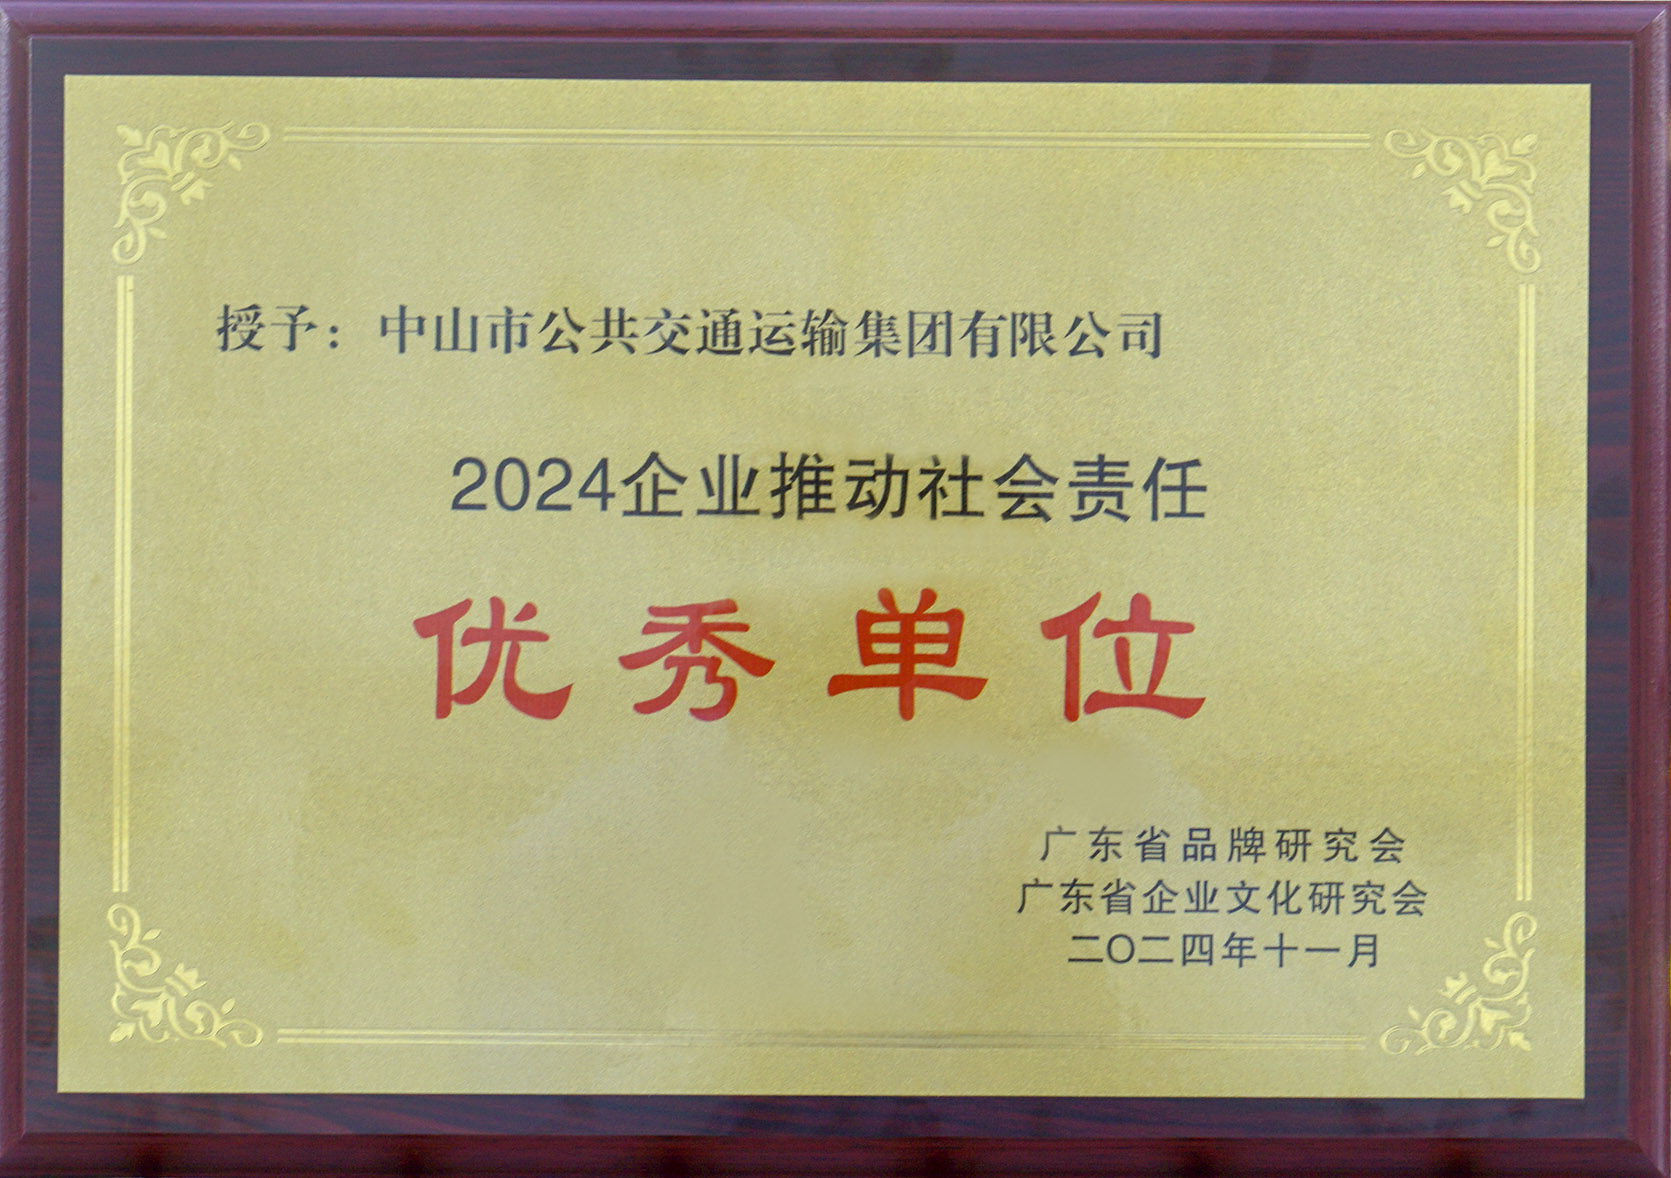 授予：中山市公共交通运输集团有限公司
2024企业推动社会责任
优秀单位
广东省品牌研究会
广东省企业文化研究会
二〇二四年十一月